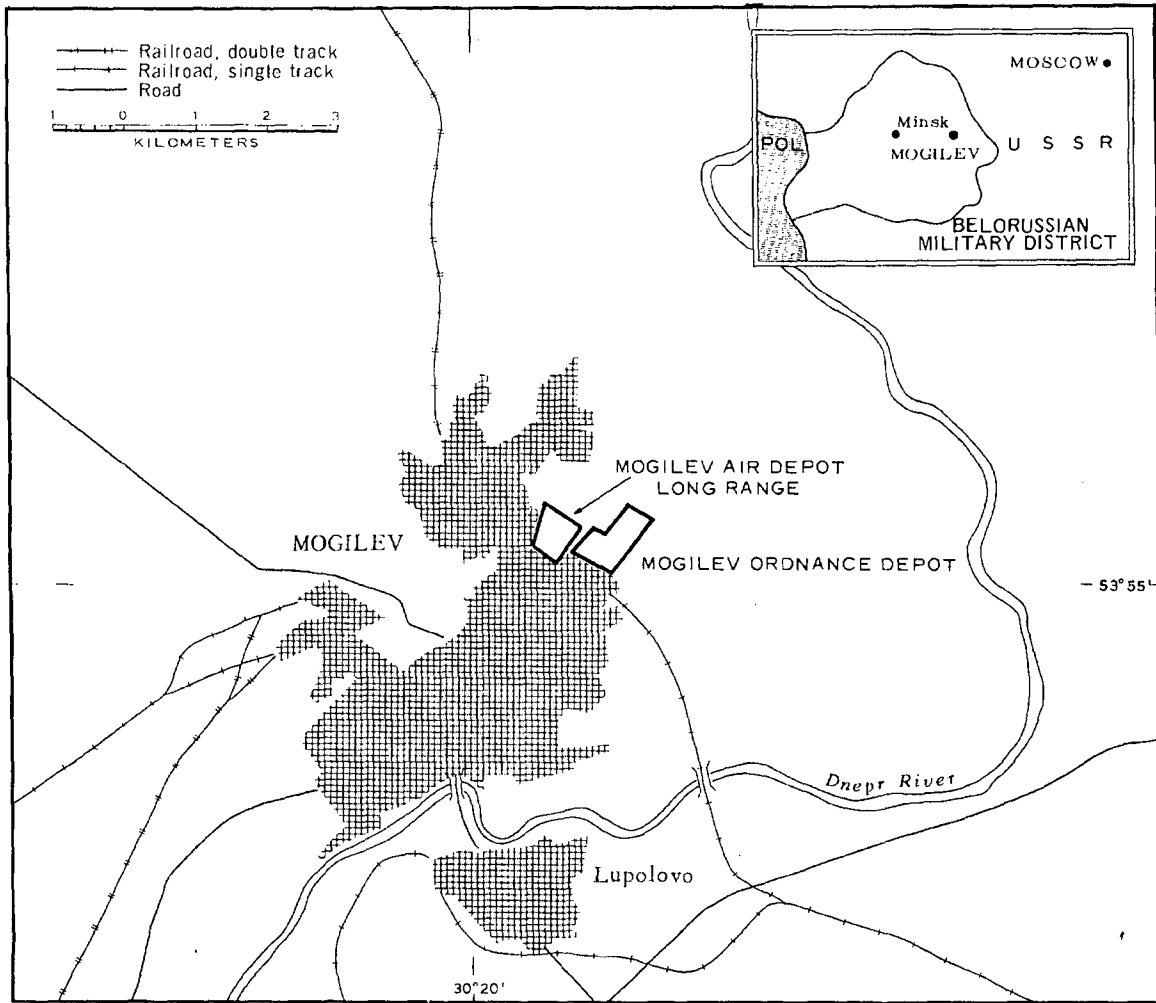 Railroad, double track
Railroad, single track
Road
1 0 1 2 3
KILOMETERS
MOSCOW
Minsk
POL
MOGILEV
U S S R
BELORUSSIAN
MILITARY DISTRICT
MOGILEV AIR DEPOT
LONG RANGE
MOGILEV
MOGILEV ORDNANCE DEPOT
53°55'
Dnepr River
Lupolovo
30°20'